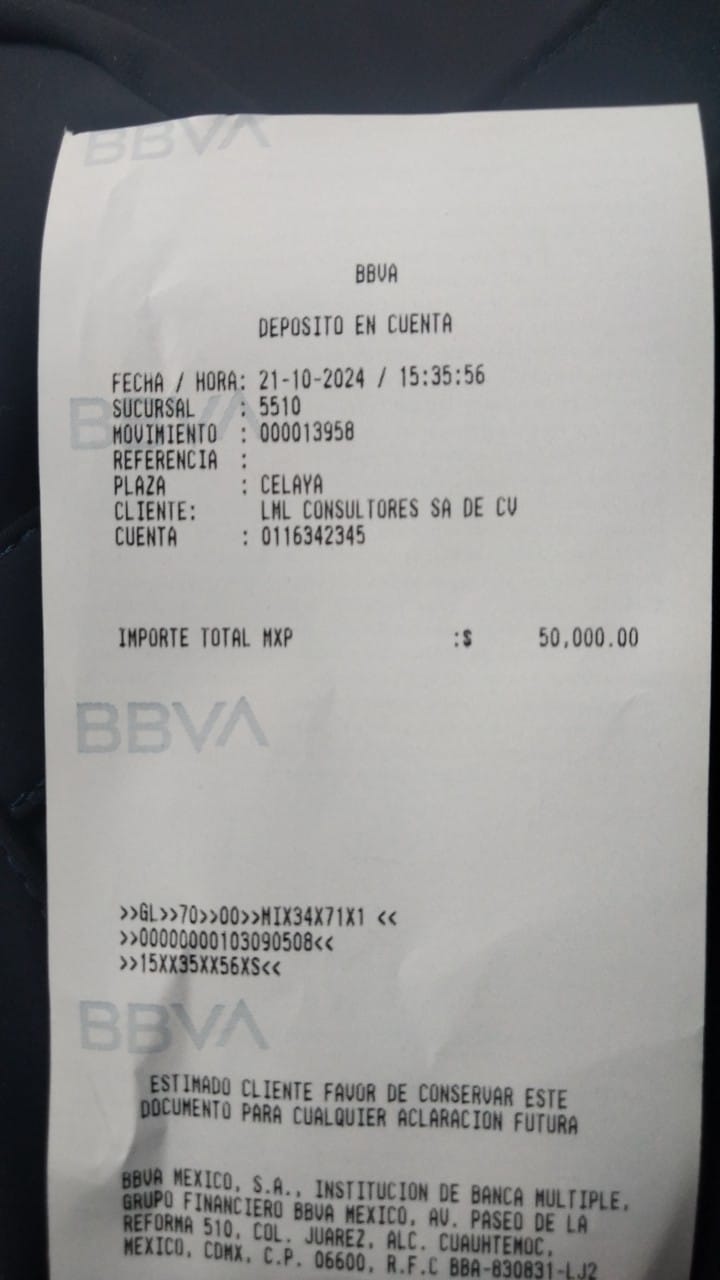 BBVA
BBVA
DEPOSITO EN CUENTA
FECHA / HORA: 21-10-2024 / 15:35:56
SUCURSAL : 5510
BBVA
MOVIMIENTO : 000013958
REFERENCIA :
PLAZA : CELAYA
CLIENTE: LML CONSULTORES SA DE CV
CUENTA : 0116342345
IMPORTE TOTAL MXP :$ 50,000.00
BBVA
>>GL>>70>>00>>MIX34X71X1 <<
>>00000000103090508<<
>>15XX35XX56XS<<
BBVA
ESTIMADO CLIENTE FAVOR DE CONSERVAR ESTE
DOCUMENTO PARA CUALQUIER ACLARACION FUTURA
BBVA MEXICO, S.A., INSTITUCION DE BANCA MULTIPLE,
GRUPO FINANCIERO BBVA MEXICO, AV. PASEO DE LA
REFORMA 510, COL. JUAREZ, ALC. CUAUHTEMOC,
MEXICO, CDMX, C.P. 06600, R.F.C BBA-830831-LJ2